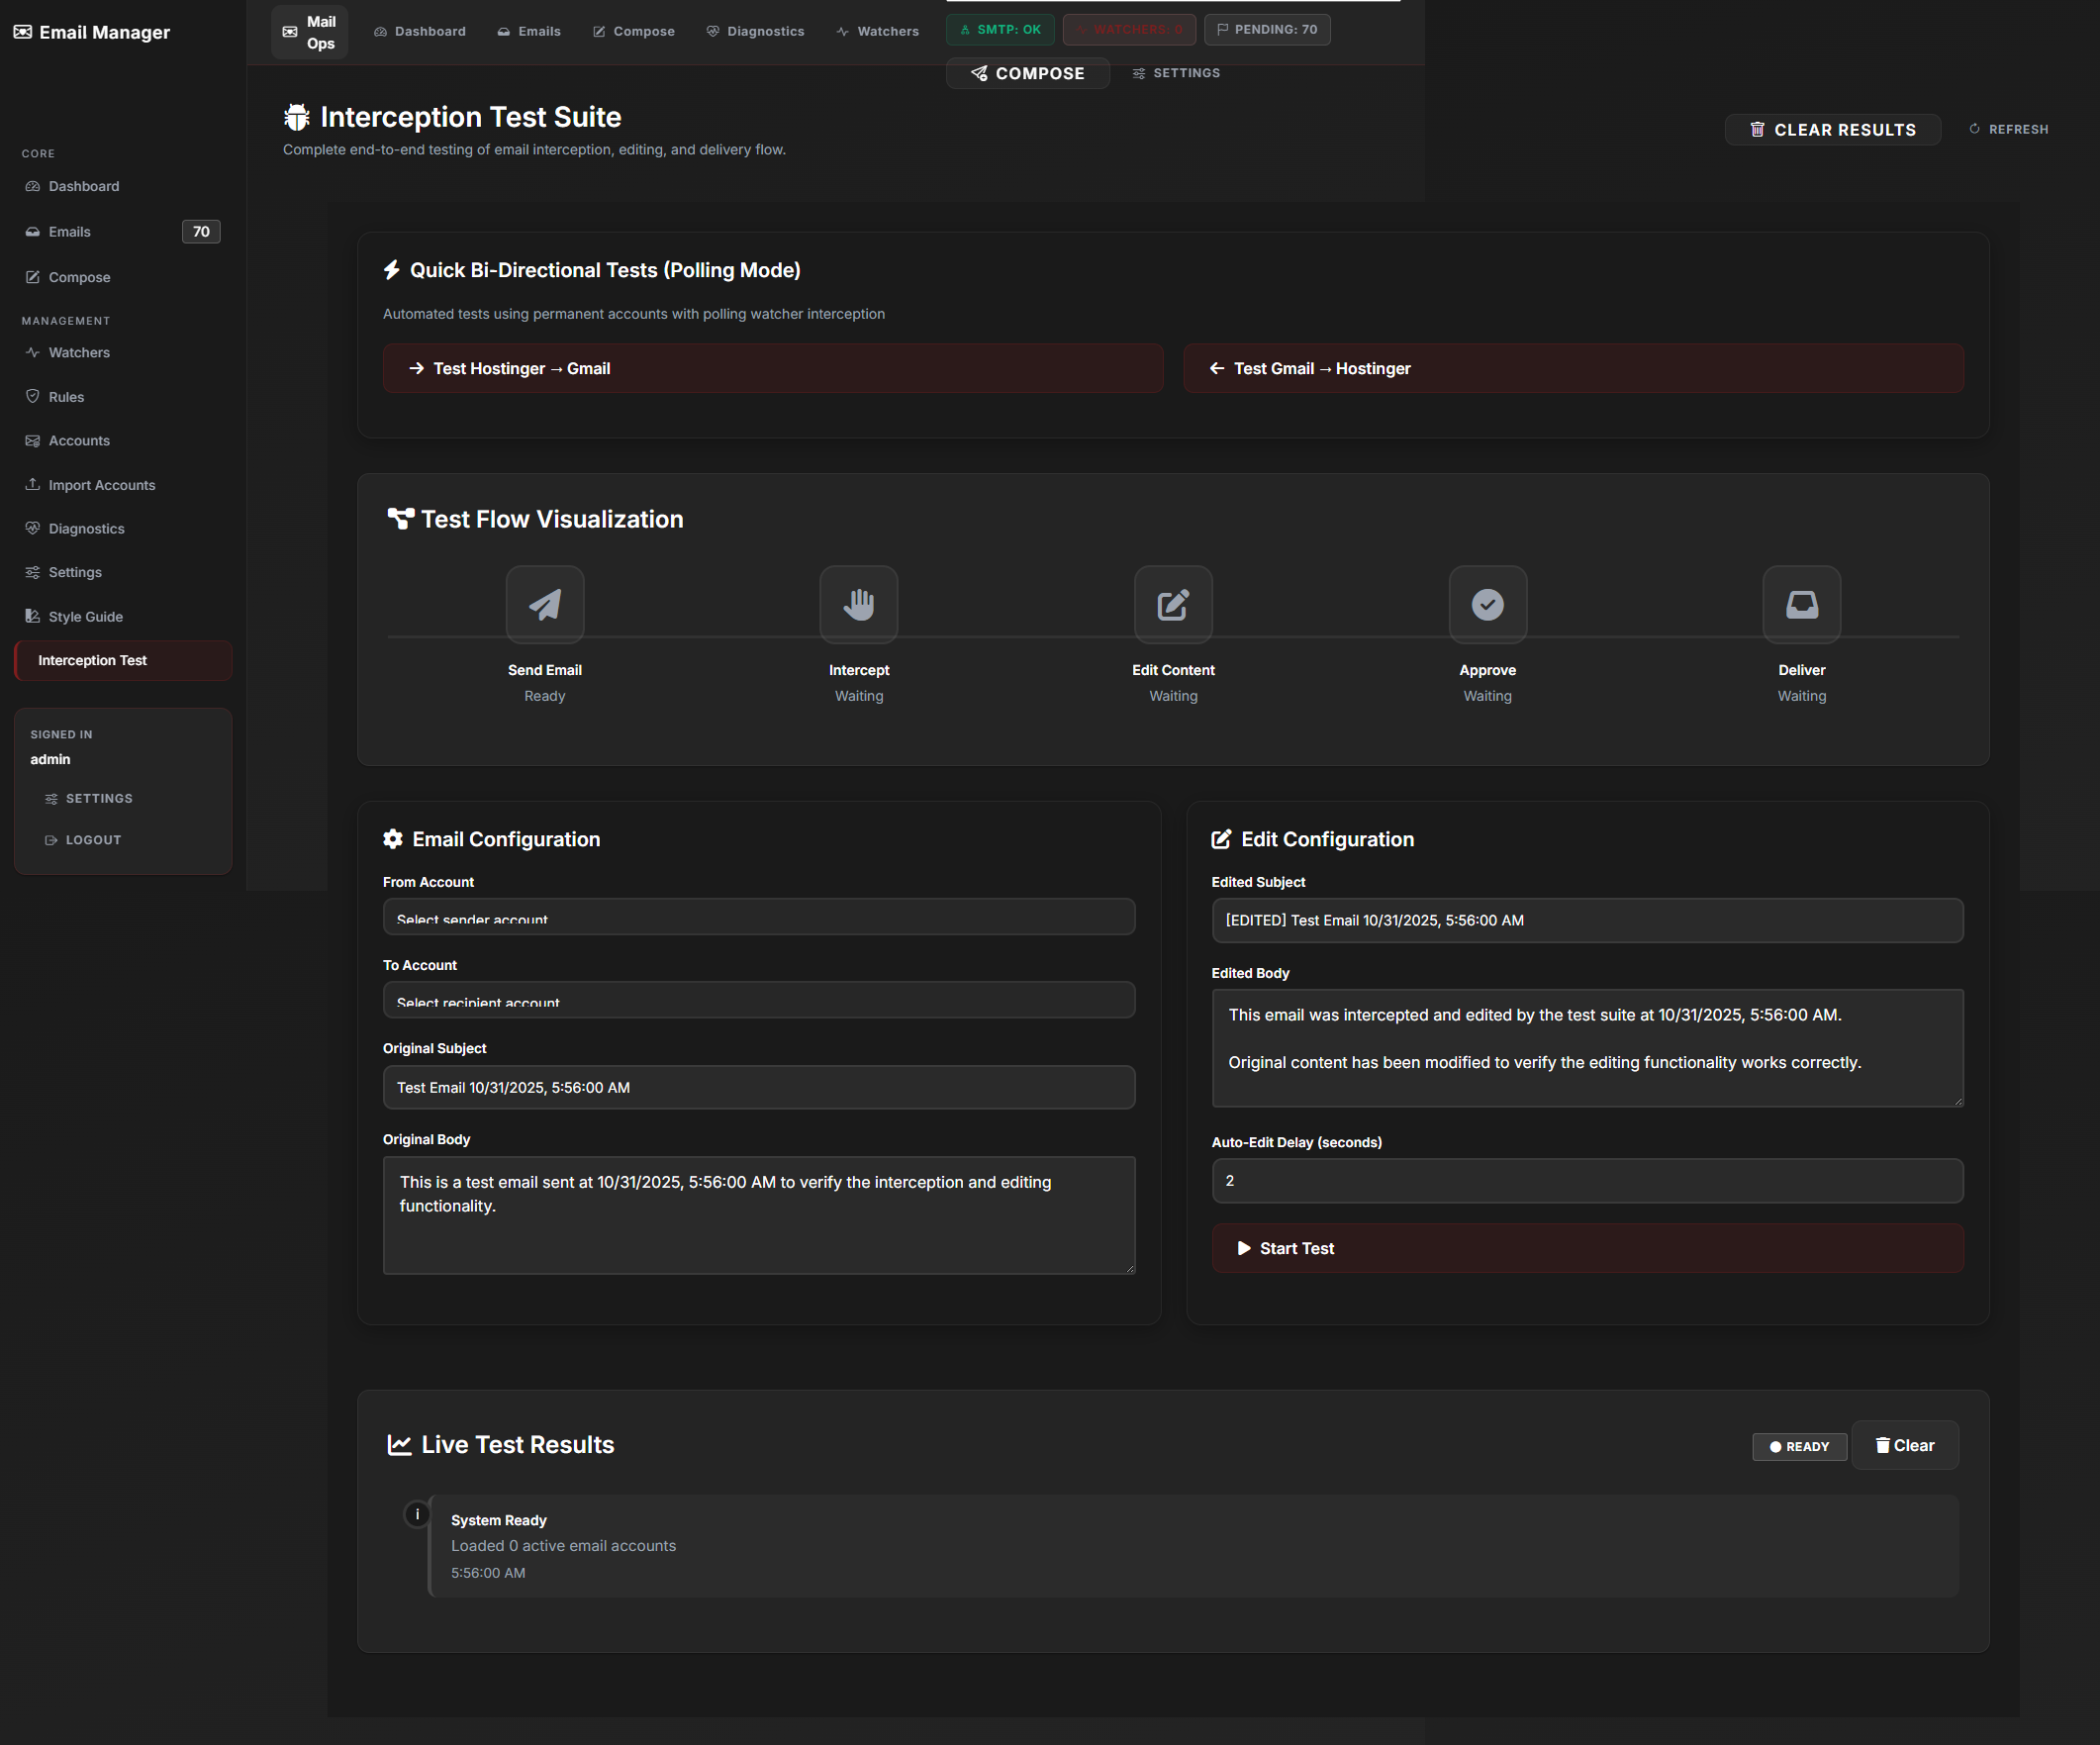 Email Manager
CORE
Dashboard
Emails
70
Compose
MANAGEMENT
Watchers
Rules
Accounts
Import Accounts
Diagnostics
Settings
Style Guide
Interception Test
SIGNED IN
admin
SETTINGS
LOGOUT
Mail
Ops
Dashboard
Emails
Compose
Diagnostics
Watchers
SMTP: OK
WATCHERS: 0
PENDING: 70
COMPOSE
SETTINGS
Interception Test Suite
Complete end-to-end testing of email interception, editing, and delivery flow.
CLEAR RESULTS
REFRESH
Quick Bi-Directional Tests (Polling Mode)
Automated tests using permanent accounts with polling watcher interception
→ Test Hostinger → Gmail
← Test Gmail → Hostinger
Test Flow Visualization
Send Email
Ready
Intercept
Waiting
Edit Content
Waiting
Approve
Waiting
Deliver
Waiting
Email Configuration
From Account
Select sender account
To Account
Select recipient account
Original Subject
Test Email 10/31/2025, 5:56:00 AM
Original Body
This is a test email sent at 10/31/2025, 5:56:00 AM to verify the interception and editing
functionality.
Edit Configuration
Edited Subject
[EDITED] Test Email 10/31/2025, 5:56:00 AM
Edited Body
This email was intercepted and edited by the test suite at 10/31/2025, 5:56:00 AM.
Original content has been modified to verify the editing functionality works correctly.
Auto-Edit Delay (seconds)
2
Start Test
Live Test Results
READY
Clear
i
System Ready
Loaded 0 active email accounts
5:56:00 AM